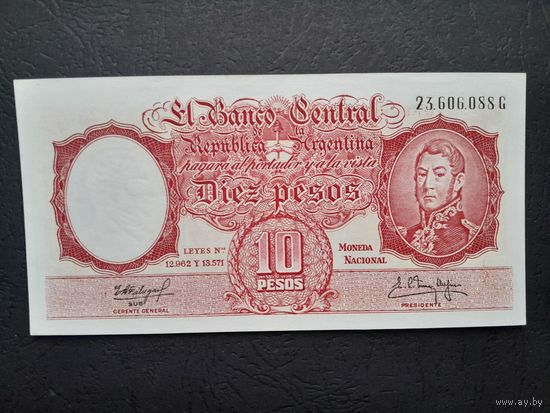 23.606.088 G
El Banco Central
de la
República Argentina
pagará al portador y a la vista
Diez pesos
LEYES Nos
12.962 Y 13.571
10
PESOS
MONEDA
NACIONAL
SUB
GERENTE GENERAL
PRESIDENTE
www.ay.by